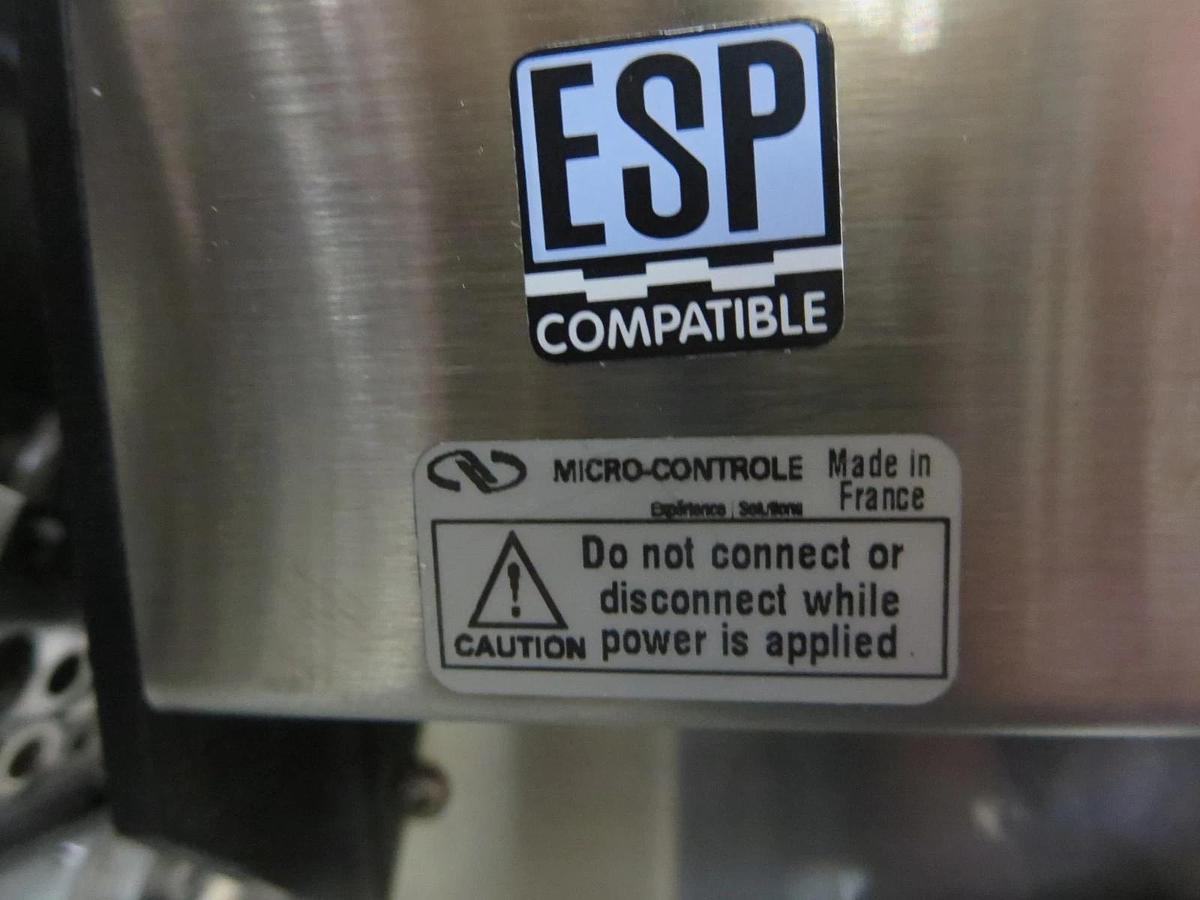 ESP
COMPATIBLE
MICRO-CONTROLE Made in
France
Expérience | Solutions
Do not connect or
disconnect while
CAUTION power is applied